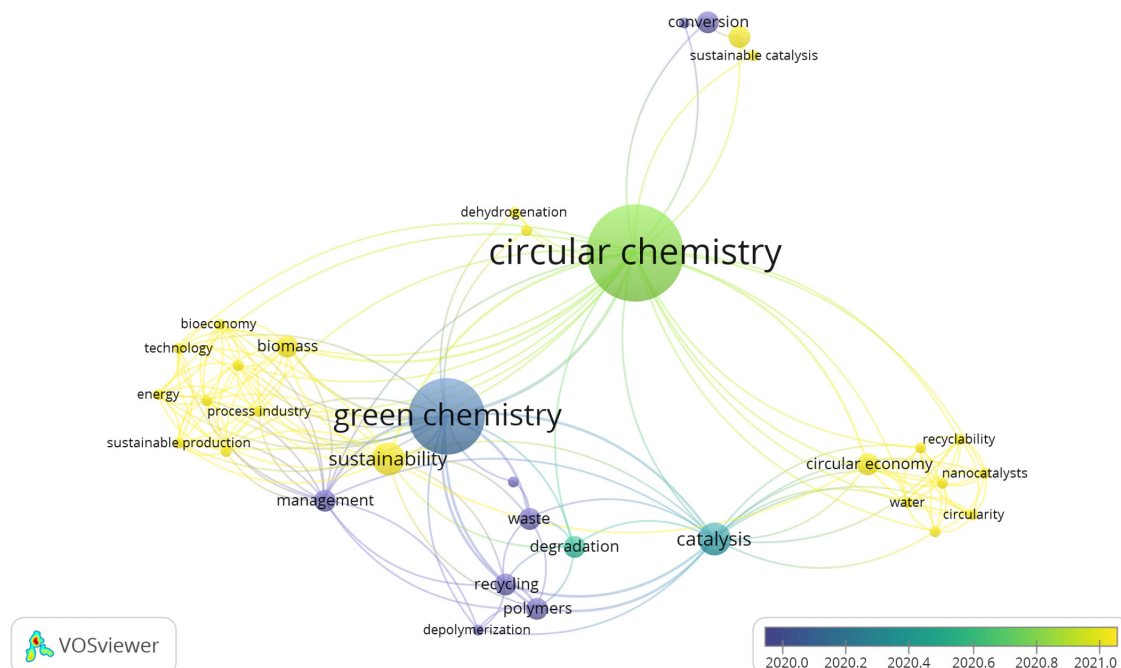 conversion
sustainable catalysis
dehydrogenation
circular chemistry
bioeconomy
technology
biomass
energy
process industry
green chemistry
sustainable production
sustainability
recyclability
circular economy
nanocatalysts
management
water
circularity
waste
catalysis
degradation
recycling
polymers
depolymerization
VOSviewer
2020.0 2020.2 2020.4 2020.6 2020.8 2021.0